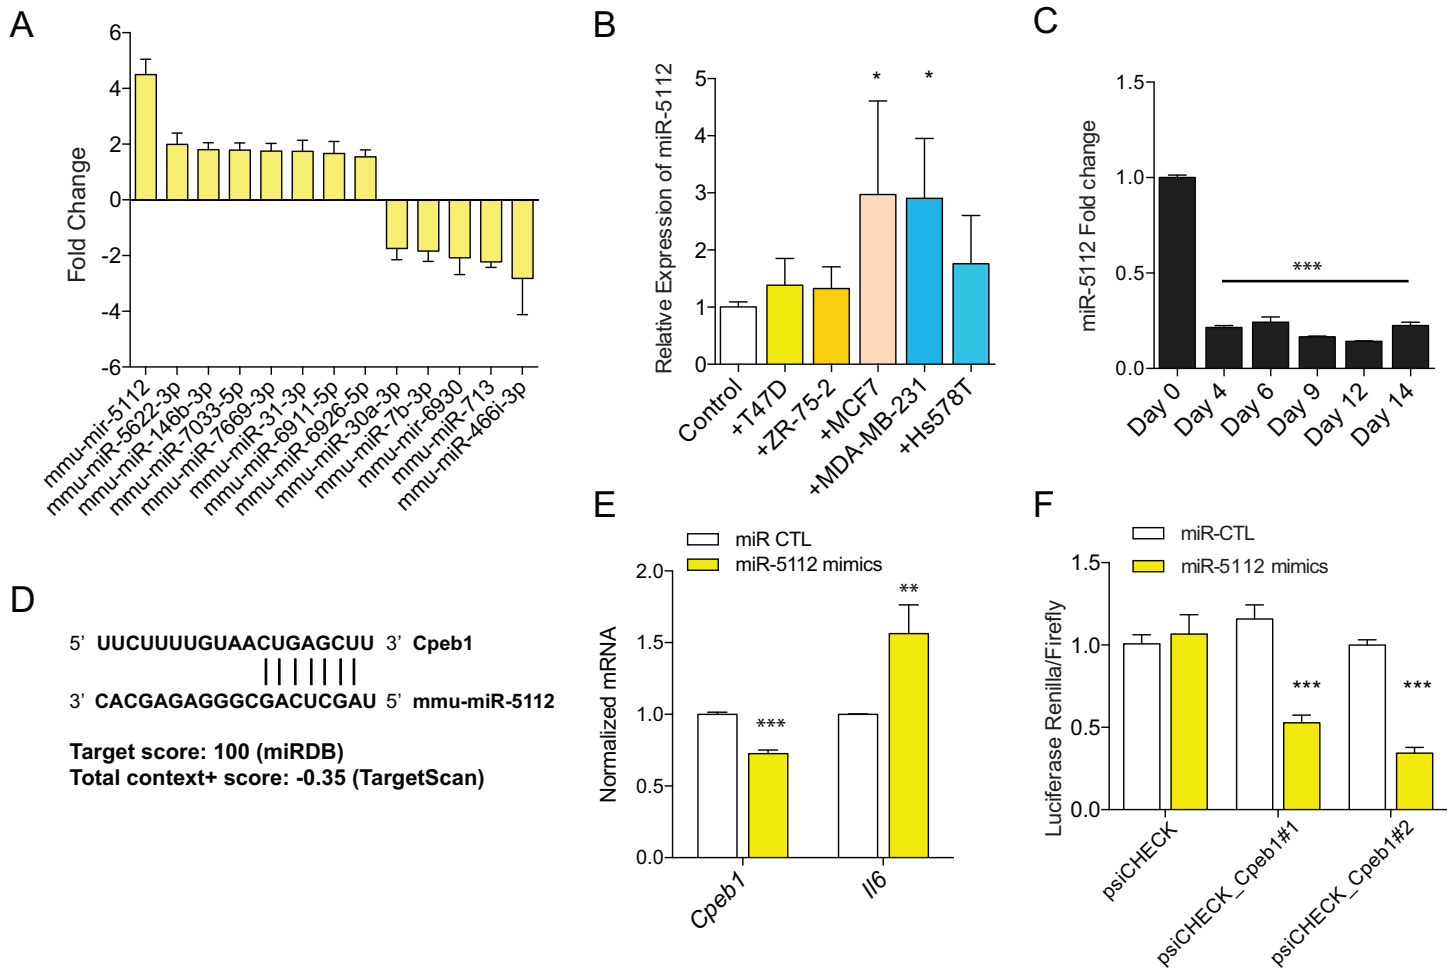 A
Fold Change
6
4
2
0
-2
-4
-6
mmu-mir-5112
mmu-miR-5622-3p
mmu-miR-146b-3p
mmu-miR-7033-5p
mmu-miR-7669-3p
mmu-miR-31-3p
mmu-miR-6911-5p
mmu-miR-6926-5p
mmu-miR-30a-3p
mmu-miR-7b-3p
mmu-mir-6930
mmu-miR-713
mmu-miR-466i-3p
B
Relative Expression of miR-5112
5
4
3
2
1
0
* *
Control
+T47D
+ZR-75-2
+MCF7
+MDA-MB-231
+Hs578T
C
miR-5112 Fold change
1.5
1.0
0.5
0.0
***
Day 0
Day 4
Day 6
Day 9
Day 12
Day 14
D
5’ UUCUUUUGUAACUGAGCUU 3’ Cpeb1
3’ CACGAGAGGGCGACUCGAU 5’ mmu-miR-5112
Target score: 100 (miRDB)
Total context+ score: -0.35 (TargetScan)
E
miR CTL
miR-5112 mimics
Normalized mRNA
2.0
1.5
1.0
0.5
0.0
***
**
Cpeb1
Il6
F
miR-CTL
miR-5112 mimics
Luciferase Renilla/Firefly
1.5
1.0
0.5
0.0
*** ***
psiCHECK
psiCHECK_Cpeb1#1
psiCHECK_Cpeb1#2